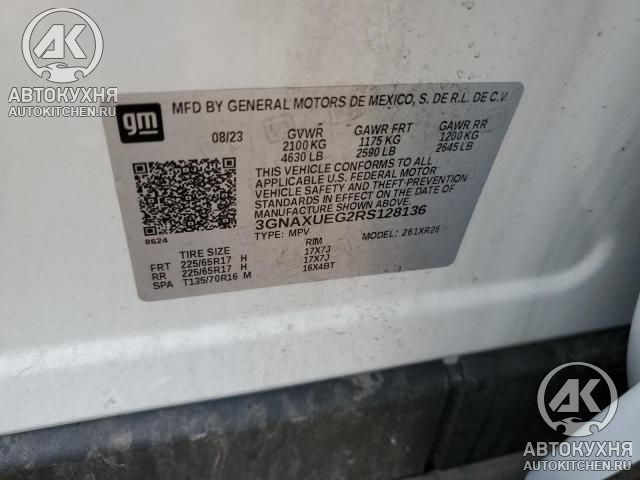 АК
АВТОКУХНЯ
AUTOKITCHEN.RU
gm
MFD BY GENERAL MOTORS DE MEXICO, S. DE R.L. DE C.V.
08/23 GVWR GAWR FRT GAWR RR
2100 KG 1175 KG 1200 KG
4630 LB 2590 LB 2645 LB
THIS VEHICLE CONFORMS TO ALL
APPLICABLE U.S. FEDERAL MOTOR
VEHICLE SAFETY AND THEFT PREVENTION
STANDARDS IN EFFECT ON THE DATE OF
MANUFACTURE SHOWN ABOVE.
3GNAXUEG2RS128136
8624
TYPE: MPV MODEL: 261XR26
TIRE SIZE RIM
FRT 225/65R17 H 17X7J
RR 225/65R17 H 17X7J
SPA T135/70R16 M 16X4BT
АК
АВТОКУХНЯ
WWW.AUTOKITCHEN.RU